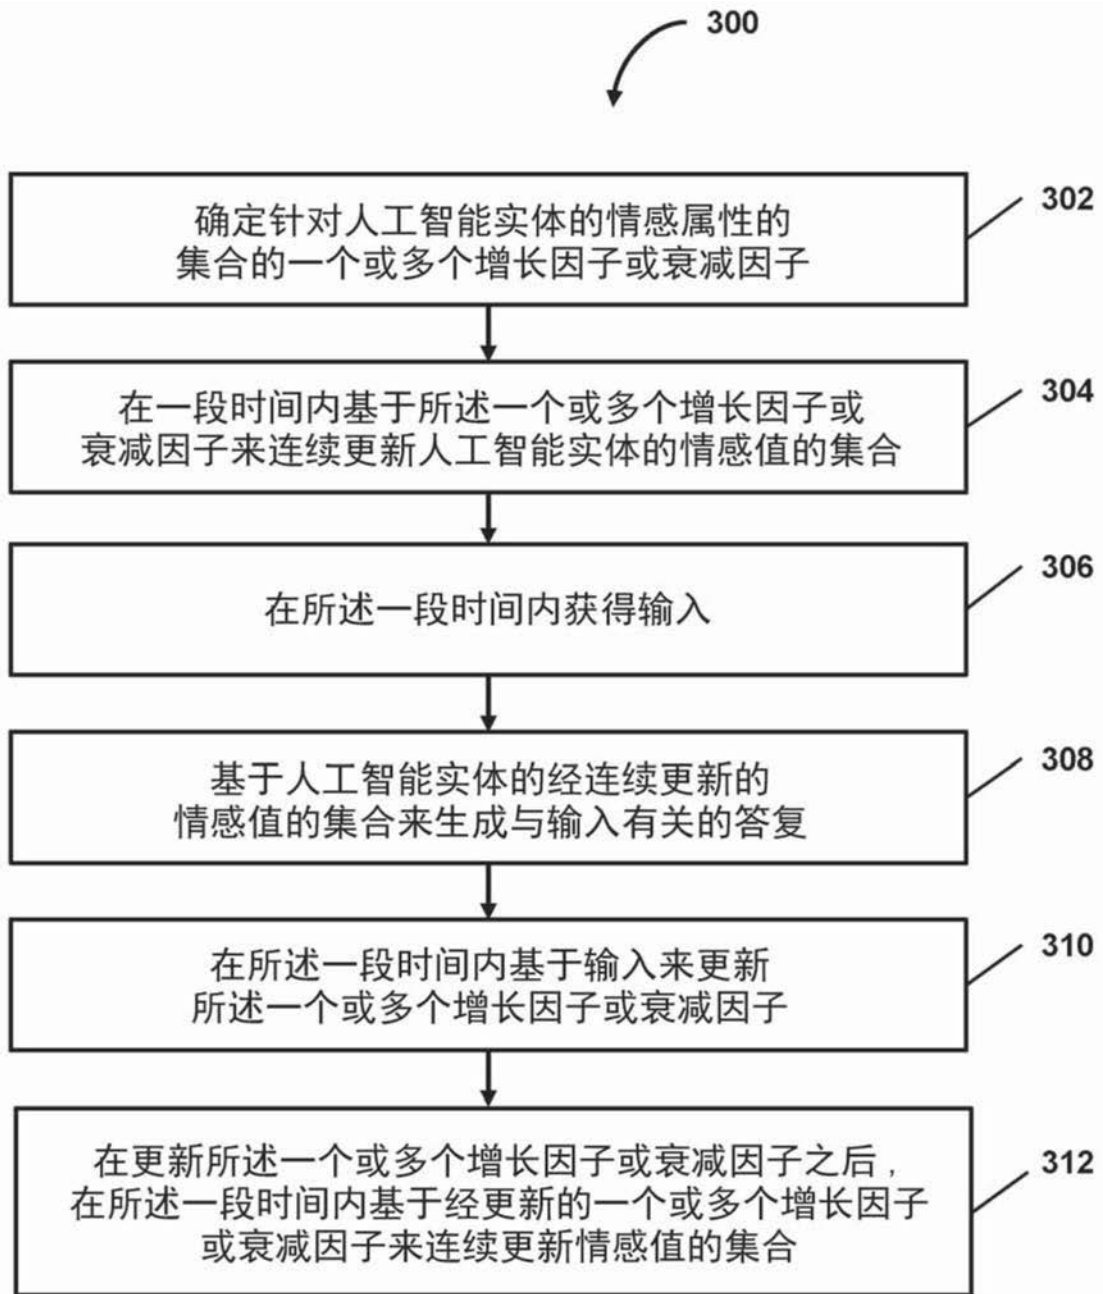 300
302
确定针对人工智能实体的情感属性的
集合的一个或多个增长因子或衰减因子
304
在一段时间内基于所述一个或多个增长因子或
衰减因子来连续更新人工智能实体的情感值的集合
306
在所述一段时间内获得输入
308
基于人工智能实体的经连续更新的
情感值的集合来生成与输入有关的答复
310
在所述一段时间内基于输入来更新
所述一个或多个增长因子或衰减因子
312
在更新所述一个或多个增长因子或衰减因子之后,
在所述一段时间内基于经更新的一个或多个增长因子
或衰减因子来连续更新情感值的集合